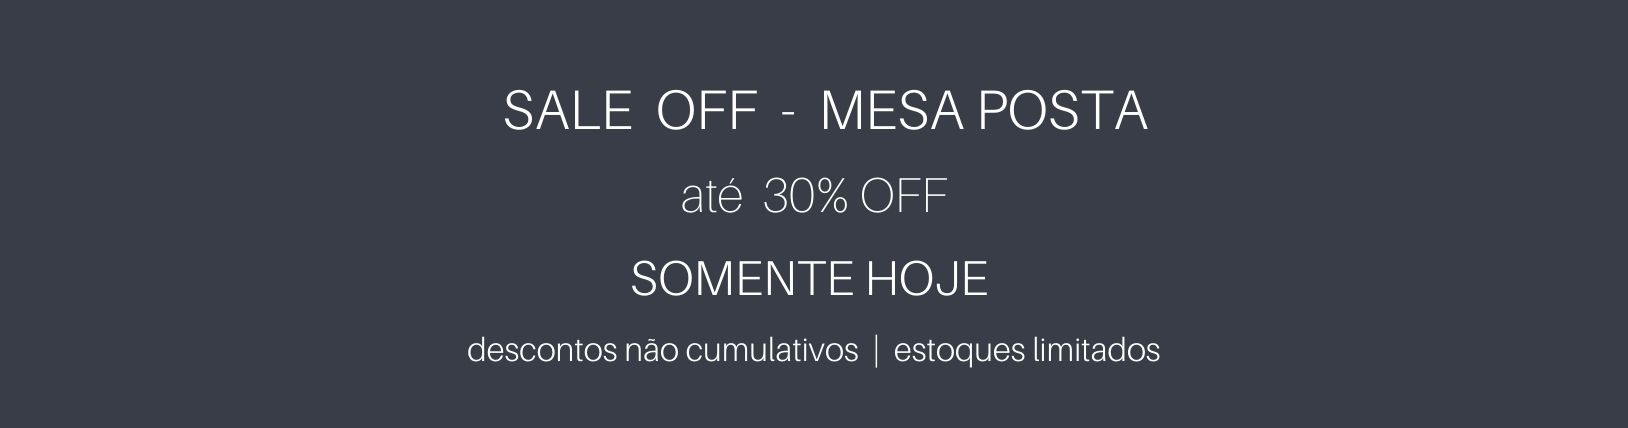 SALE OFF - MESA POSTA
até 30% OFF
SOMENTE HOJE
descontos não cumulativos | estoques limitados